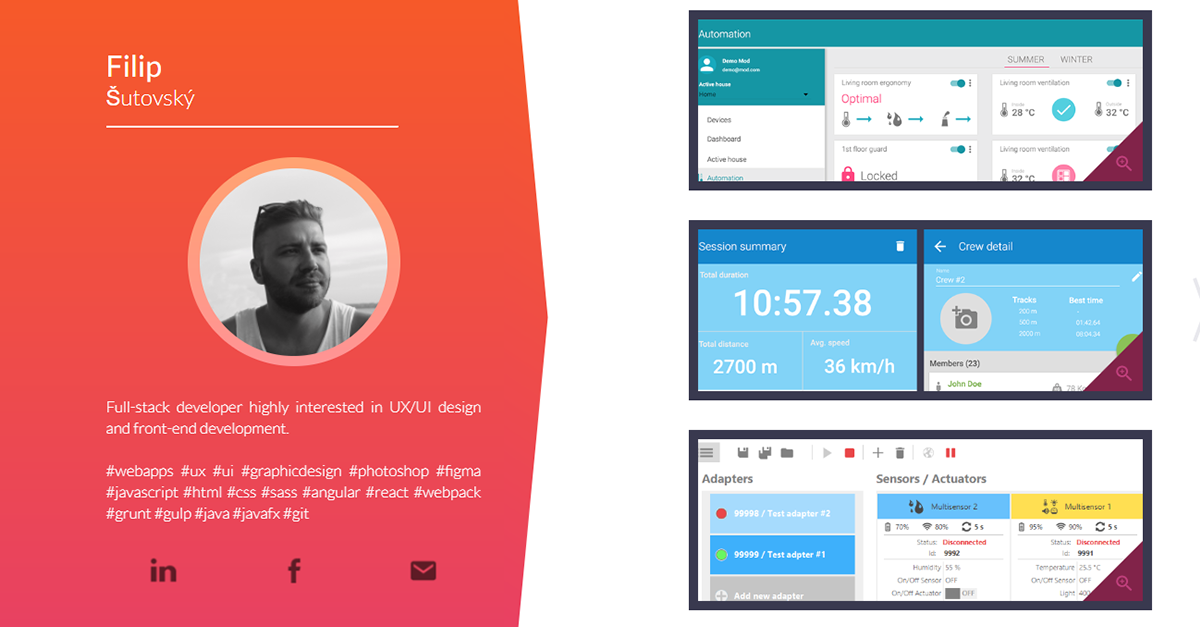 Filip
Šutovský
Full-stack developer highly interested in UX/UI design
and front-end development.
#webapps #ux #ui #graphicdesign #photoshop #figma
#javascript #html #css #sass #angular #react #webpack
#grunt #gulp #java #javafx #git
in f
Automation
Demo Mod
demo@mod.com
Active house
Home
Devices
Dashboard
Active house
Automation
SUMMER WINTER
Living room ergonomy
Optimal
Living room ventilation
Inside
28 °C
Outside
32 °C
1st floor guard
Locked
Living room ventilation
Inside
32 °C
Session summary
Total duration
10:57.38
Total distance
2700 m
Avg. speed
36 km/h
Crew detail
Name
Crew #2
Tracks Best time
200 m -
500 m 01:42.64
2000 m 08:04.34
Members (23)
John Doe
78 Kg
Adapters
99998 / Test adapter #2
99999 / Test adpter #1
Add new adapter
Sensors / Actuators
Multisensor 2
70% 80% 5 s
Status: Disconnected
Id: 9992
Humidity 55 %
On/Off Sensor OFF
On/Off Actuator OFF
Multisensor 1
95% 90% 5 s
Status: Disconnected
Id: 9991
Temperature 25.5 °C
On/Off Sensor OFF
Light